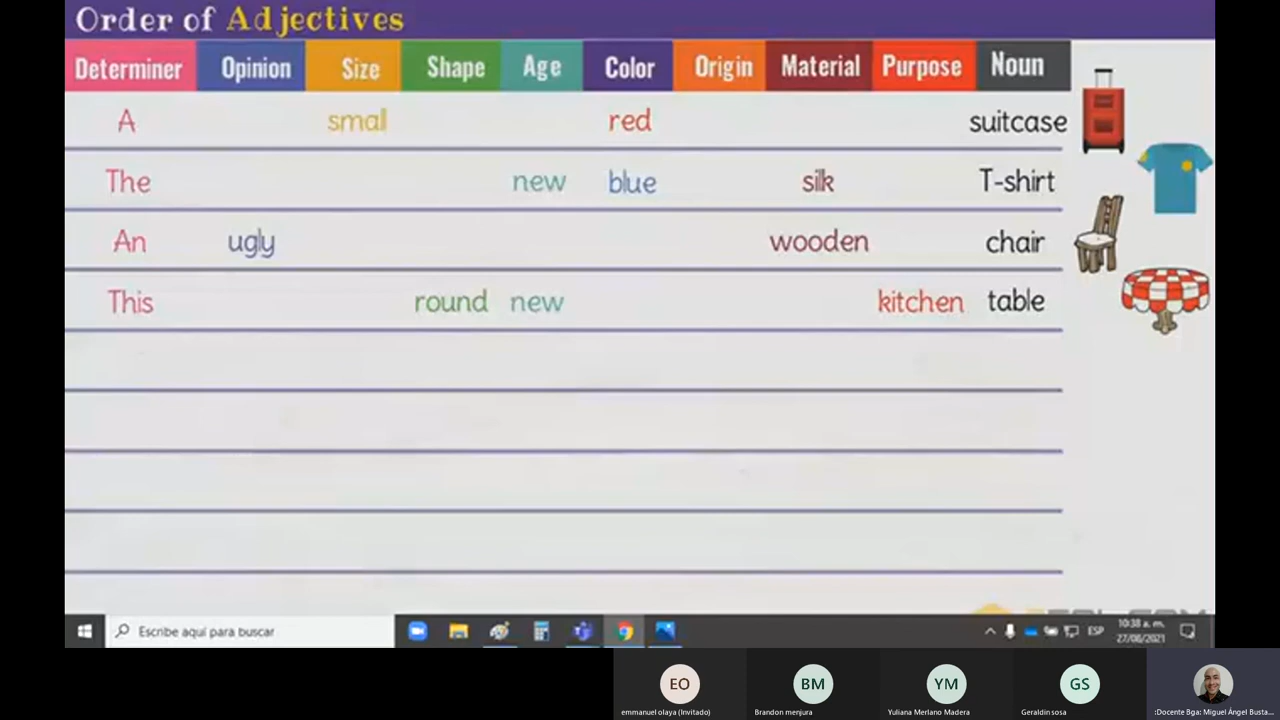 Order of Adjectives
Determiner Opinion Size Shape Age Color Origin Material Purpose Noun
A small red suitcase
The new blue silk T-shirt
An ugly wooden chair
This round new kitchen table
Escribe aquí para buscar
ESP
10:38 a. m.
27/08/2021
EO BM YM GS
emmanuel olaya (Invitado) Brandon menjura Yuliana Merlano Madera Geraldin sosa :Docente Bga: Miguel Ángel Busta...